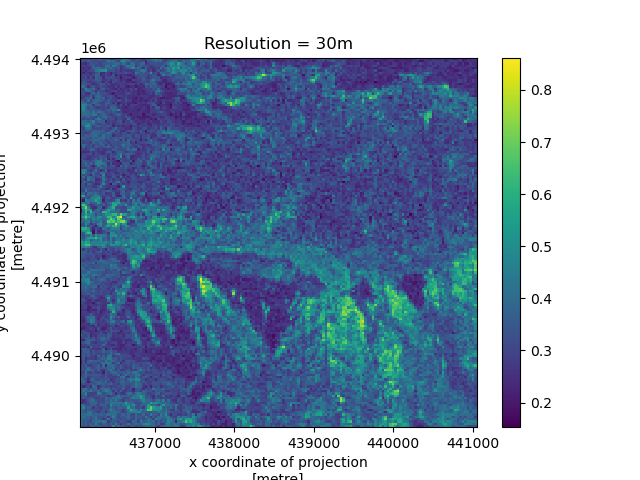 Resolution = 30m
1e6
4.494
4.493
4.492
4.491
4.490
y coordinate of projection
[metre]
437000 438000 439000 440000 441000
x coordinate of projection
[metre]
0.8
0.7
0.6
0.5
0.4
0.3
0.2